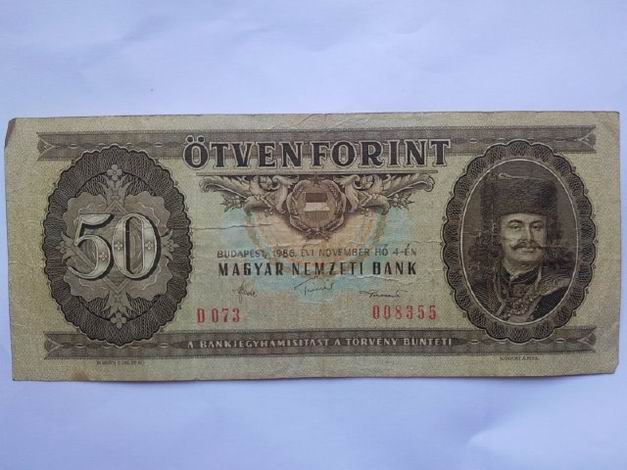 ÖTVEN FORINT
50
BUDAPEST, 1986. ÉVI NOVEMBER HÓ 4-ÉN
MAGYAR NEMZETI BANK
D 073 008355
A BANKJEGYHAMISÍTÁST A TÖRVÉNY BÜNTETI